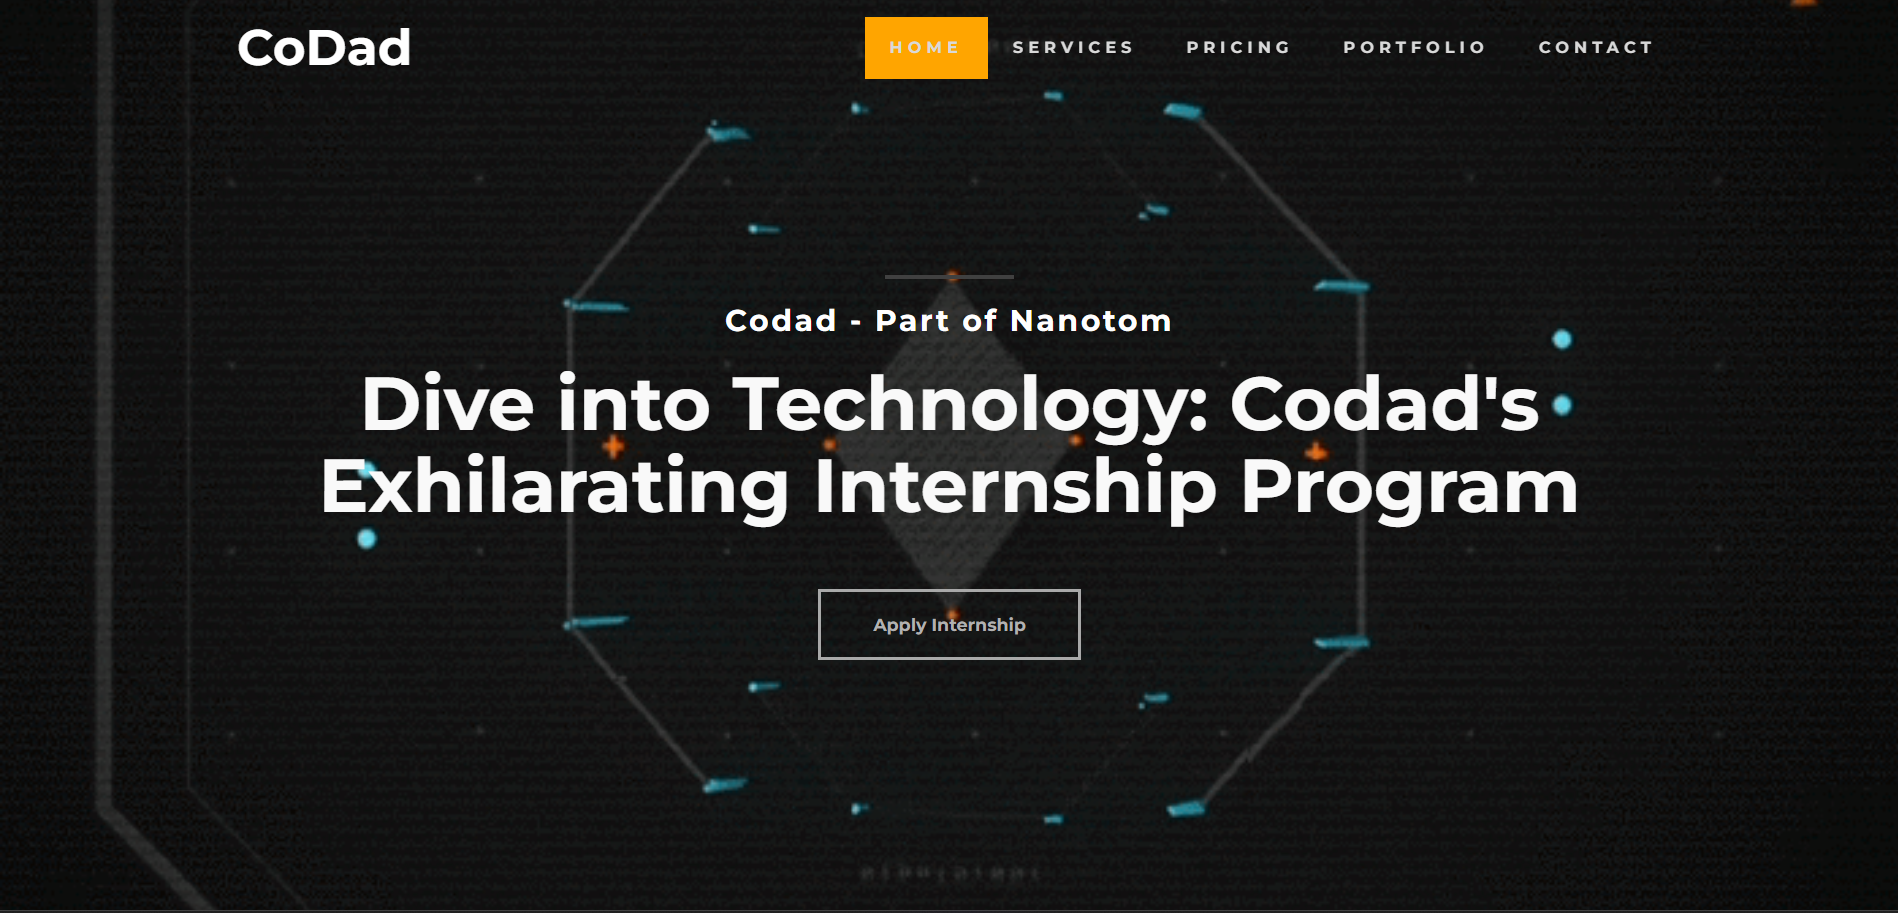 CoDad
HOME SERVICES PRICING PORTFOLIO CONTACT
Codad - Part of Nanotom
Dive into Technology: Codad's
Exhilarating Internship Program
Apply Internship